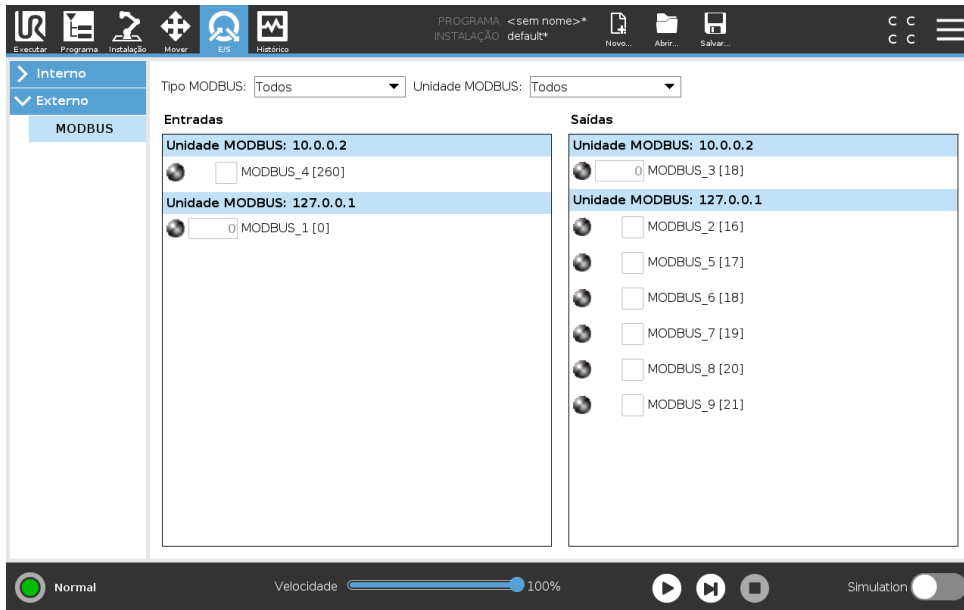 UR
Executar Programa Instalação Mover E/S Histórico
PROGRAMA <sem nome>*
INSTALAÇÃO default*
Novo... Abrir... Salvar...
C C
C C
Interno
Externo
MODBUS
Tipo MODBUS: Todos Unidade MODBUS: Todos
Entradas
Unidade MODBUS: 10.0.0.2
MODBUS_4 [260]
Unidade MODBUS: 127.0.0.1
0 MODBUS_1 [0]
Saídas
Unidade MODBUS: 10.0.0.2
0 MODBUS_3 [18]
Unidade MODBUS: 127.0.0.1
MODBUS_2 [16]
MODBUS_5 [17]
MODBUS_6 [18]
MODBUS_7 [19]
MODBUS_8 [20]
MODBUS_9 [21]
Normal
Velocidade 100%
Simulation